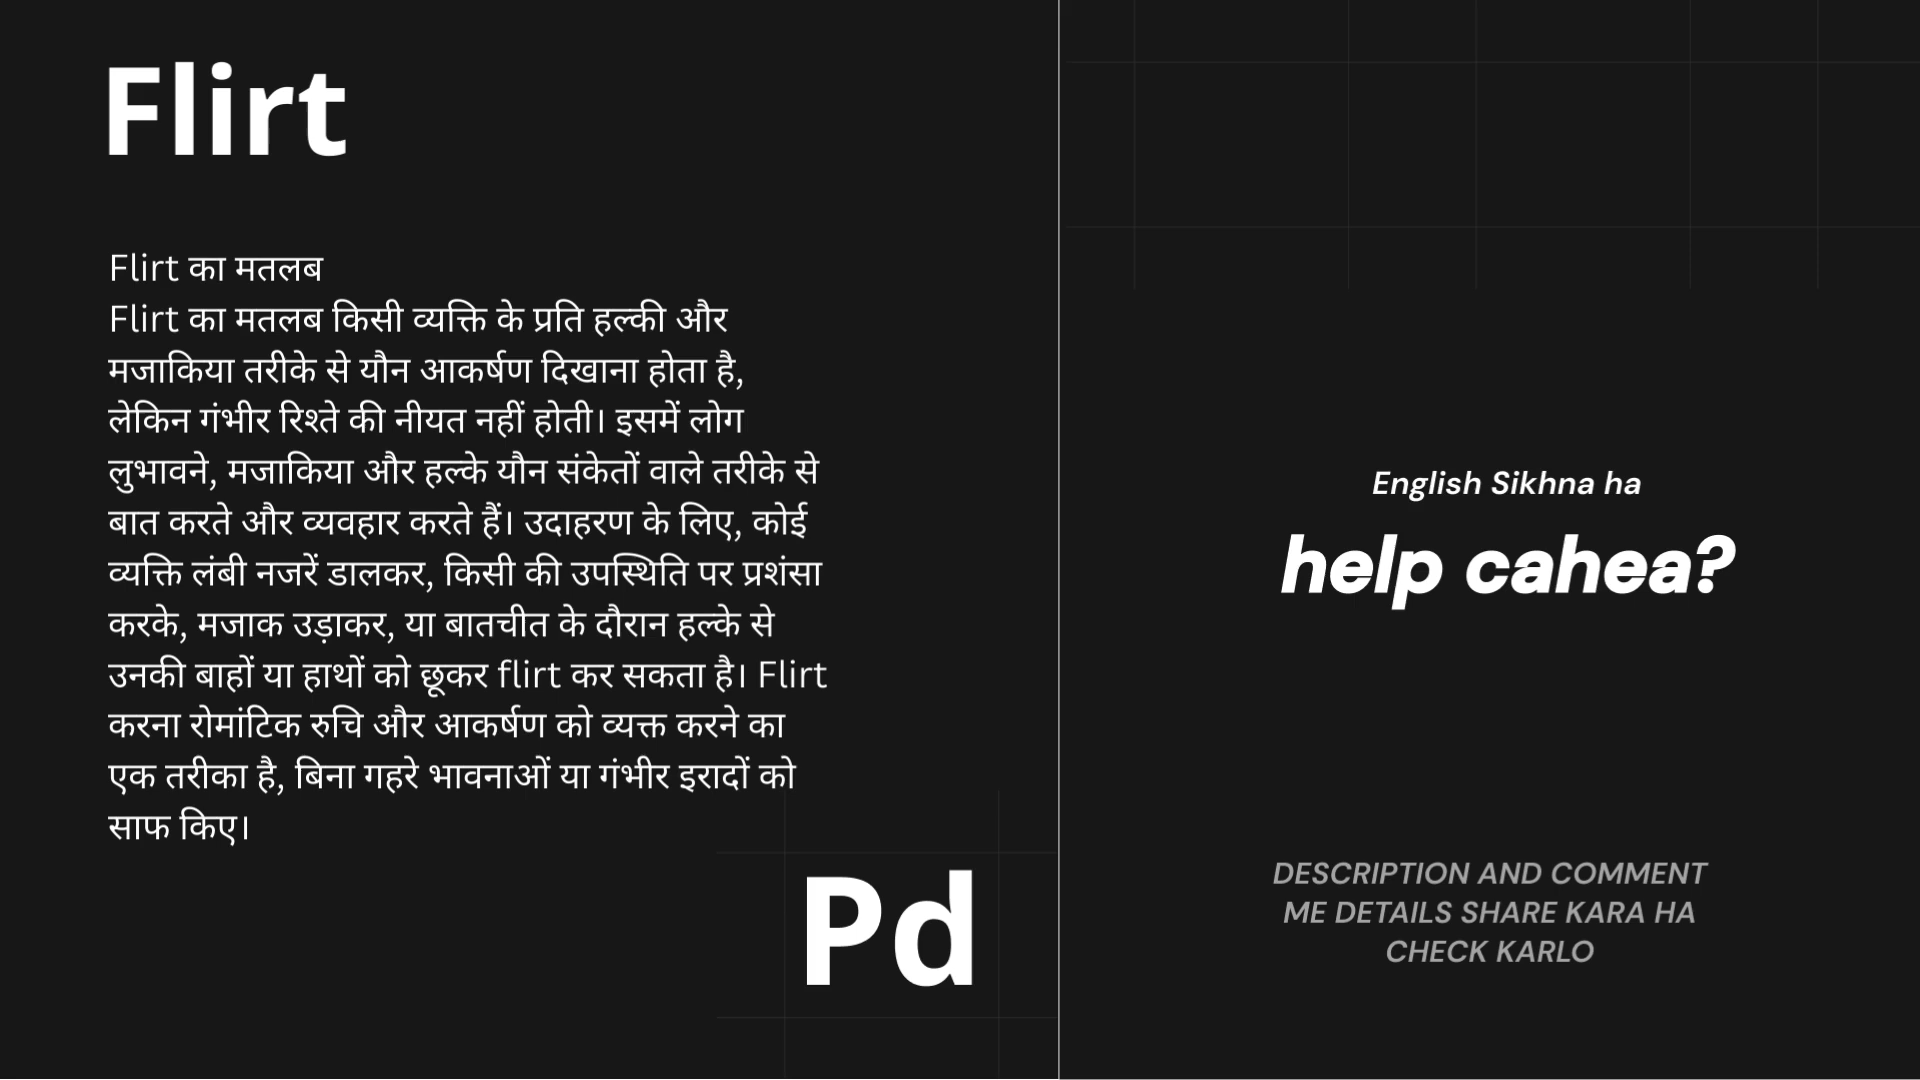 Flirt
Flirt का मतलब
Flirt का मतलब किसी व्यक्ति के प्रति हल्की और
मजाकिया तरीके से यौन आकर्षण दिखाना होता है,
लेकिन गंभीर रिश्ते की नीयत नहीं होती। इसमें लोग
लुभावने, मजाकिया और हल्के यौन संकेतों वाले तरीके से
बात करते और व्यवहार करते हैं। उदाहरण के लिए, कोई
व्यक्ति लंबी नजरें डालकर, किसी की उपस्थिति पर प्रशंसा
करके, मजाक उड़ाकर, या बातचीत के दौरान हल्के से
उनकी बाहों या हाथों को छूकर flirt कर सकता है। Flirt
करना रोमांटिक रुचि और आकर्षण को व्यक्त करने का
एक तरीका है, बिना गहरे भावनाओं या गंभीर इरादों को
साफ किए।
Pd
English Sikhna ha
help cahea?
DESCRIPTION AND COMMENT
ME DETAILS SHARE KARA HA
CHECK KARLO